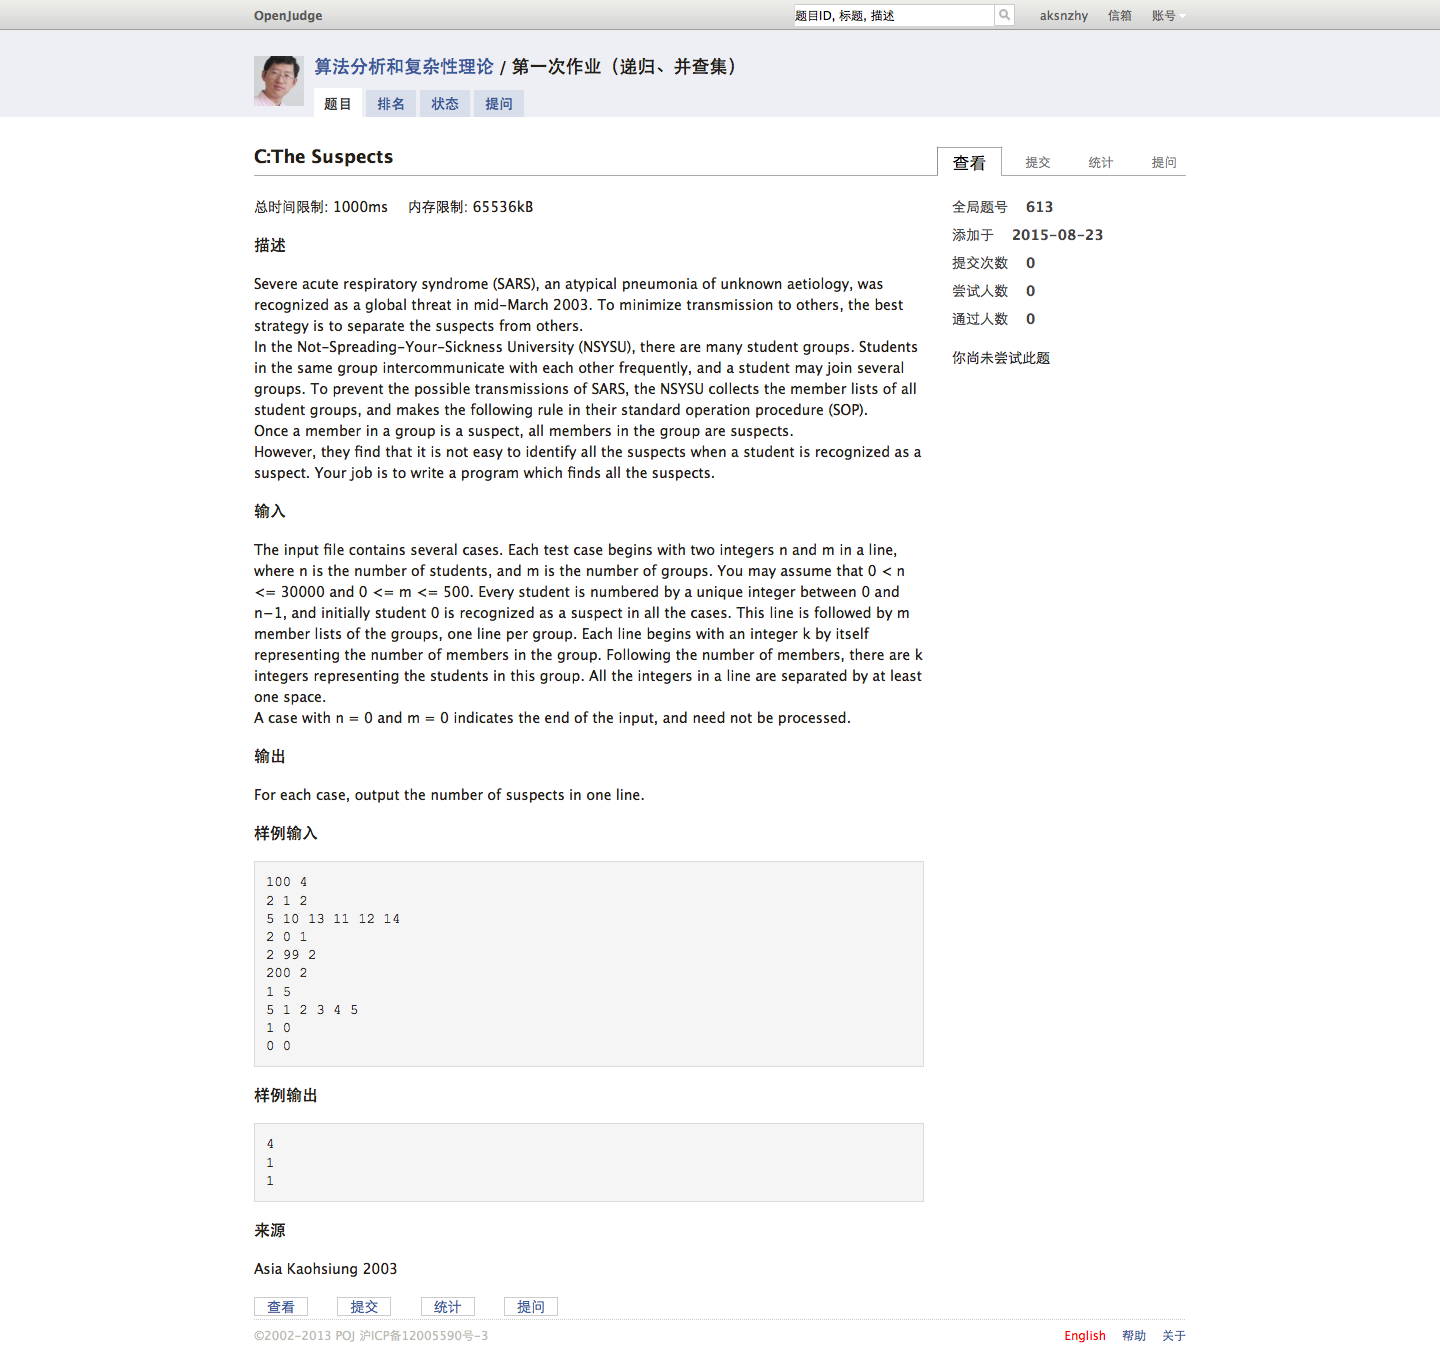 OpenJudge
题目ID, 标题, 描述
aksnzhy 信箱 账号
算法分析和复杂性理论 / 第一次作业（递归、并查集）
题目 排名 状态 提问
C:The Suspects
查看 提交 统计 提问
总时间限制: 1000ms 内存限制: 65536kB
描述
Severe acute respiratory syndrome (SARS), an atypical pneumonia of unknown aetiology, was
recognized as a global threat in mid-March 2003. To minimize transmission to others, the best
strategy is to separate the suspects from others.
In the Not-Spreading-Your-Sickness University (NSYSU), there are many student groups. Students
in the same group intercommunicate with each other frequently, and a student may join several
groups. To prevent the possible transmissions of SARS, the NSYSU collects the member lists of all
student groups, and makes the following rule in their standard operation procedure (SOP).
Once a member in a group is a suspect, all members in the group are suspects.
However, they find that it is not easy to identify all the suspects when a student is recognized as a
suspect. Your job is to write a program which finds all the suspects.
输入
The input file contains several cases. Each test case begins with two integers n and m in a line,
where n is the number of students, and m is the number of groups. You may assume that 0 < n
<= 30000 and 0 <= m <= 500. Every student is numbered by a unique integer between 0 and
n−1, and initially student 0 is recognized as a suspect in all the cases. This line is followed by m
member lists of the groups, one line per group. Each line begins with an integer k by itself
representing the number of members in the group. Following the number of members, there are k
integers representing the students in this group. All the integers in a line are separated by at least
one space.
A case with n = 0 and m = 0 indicates the end of the input, and need not be processed.
输出
For each case, output the number of suspects in one line.
样例输入
100 4
2 1 2
5 10 13 11 12 14
2 0 1
2 99 2
200 2
1 5
5 1 2 3 4 5
1 0
0 0
样例输出
4
1
1
来源
Asia Kaohsiung 2003
查看 提交 统计 提问
全局题号 613
添加于 2015-08-23
提交次数 0
尝试人数 0
通过人数 0
你尚未尝试此题
©2002-2013 POJ 沪ICP备12005590号-3
English 帮助 关于